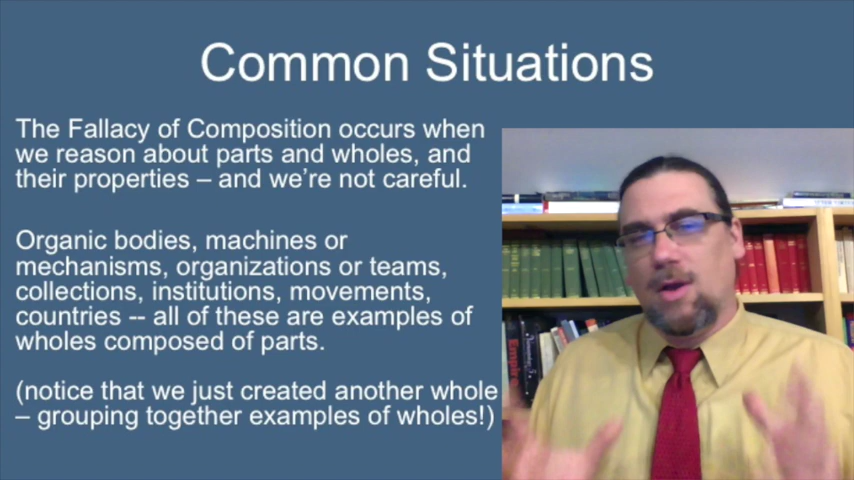 Common Situations
The Fallacy of Composition occurs when
we reason about parts and wholes, and
their properties – and we're not careful.
Organic bodies, machines or
mechanisms, organizations or teams,
collections, institutions, movements,
countries -- all of these are examples of
wholes composed of parts.
(notice that we just created another whole
– grouping together examples of wholes!)
Empire